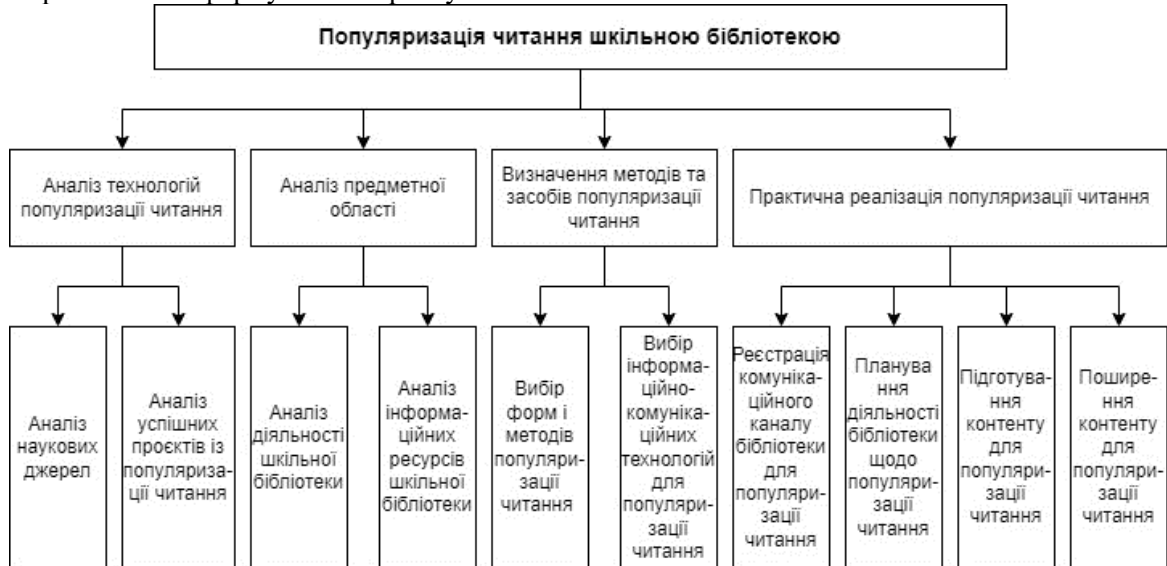 Популяризація читання шкільною бібліотекою
Аналіз технологій
популяризації читання
Аналіз предметної
області
Визначення методів та
засобів популяризації
читання
Практична реалізація популяризації читання
Аналіз
наукових
джерел
Аналіз
успішних
проєктів із
популяриза-
ції читання
Аналіз
діяльності
шкільної
бібліотеки
Аналіз
інформа-
ційних
ресурсів
шкільної
бібліотеки
Вибір
форм і
методів
популяри-
зації
читання
Вибір
інформа-
ційно-
комуніка-
ційних
технологій
для
популяри-
зації
читання
Реєстрація
комуніка-
ційного
каналу
бібліотеки
для
популяри-
зації
читання
Планува
ння
діяльності
бібліотеки
щодо
популяри-
зації
читання
Підготува-
ння
контенту
для
популяри-
зації
читання
Пошире-
ння
контенту
для
популяри-
зації
читання